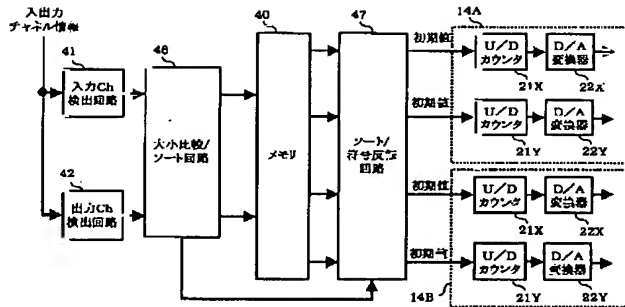 入出力
チャネル情報
41
入力Ch
検出回路
42
出力Ch
検出回路
46
大小比較/
ソート回路
40
メモリ
47
ソート/
符号反転
回路
14A
初期値
U/D
カウンタ
21X
D/A
変換器
22X
初期値
U/D
カウンタ
21Y
D/A
変換器
22Y
初期値
U/D
カウンタ
21X
D/A
変換器
22X
初期値
U/D
カウンタ
21Y
D/A
変換器
22Y
14B